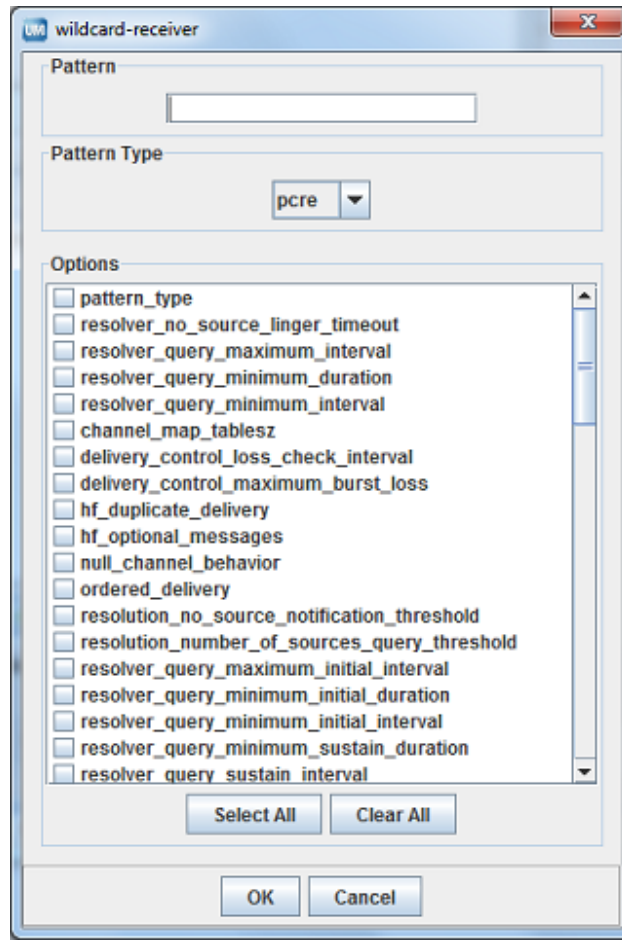 UM wildcard-receiver
Pattern
Pattern Type
pcre
Options
pattern_type
resolver_no_source_linger_timeout
resolver_query_maximum_interval
resolver_query_minimum_duration
resolver_query_minimum_interval
channel_map_tablesz
delivery_control_loss_check_interval
delivery_control_maximum_burst_loss
hf_duplicate_delivery
hf_optional_messages
null_channel_behavior
ordered_delivery
resolution_no_source_notification_threshold
resolution_number_of_sources_query_threshold
resolver_query_maximum_initial_interval
resolver_query_minimum_initial_duration
resolver_query_minimum_initial_interval
resolver_query_minimum_sustain_duration
resolver_query_sustain_interval
Select All Clear All
OK Cancel